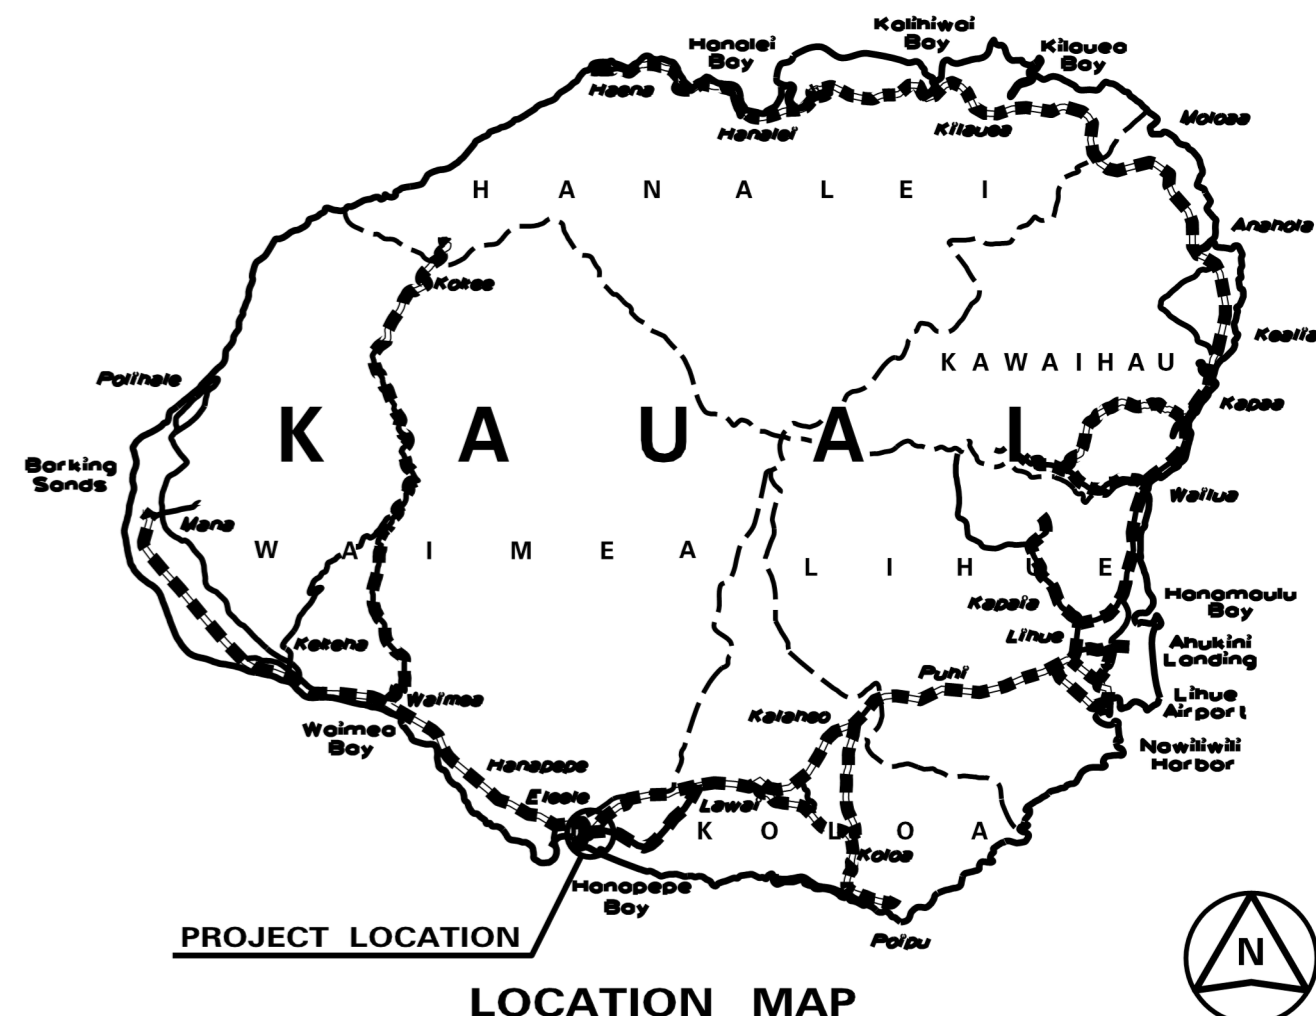 Kalihiwai
Bay
Hanalei
Bay
Kilauea
Bay
Haena
Hanalei
Kilauea
Moloaa
H A N A L E I
Anahola
Kokee
Kealia
K A W A I H A U
Polihale
Kapaa
K A U A I
Barking
Sands
Wailua
Mana
W A I M E A
L I H U E
Kapaia
Hanamaulu
Bay
Lihue
Ahukini
Landing
Kekaha
Puhi
Lihue
Airport
Waimea
Waimea
Bay
Kalaheo
Nawiliwili
Harbor
Hanapepe
Eleele
Lawai
K O L O A
Koloa
Hanapepe
Bay
PROJECT LOCATION
Poipu
N
LOCATION MAP